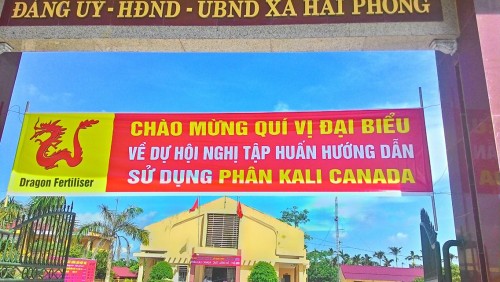 ĐẢNG ỦY - HĐND - UBND XÃ HẢI PHONG
CHÀO MỪNG QUÍ VỊ ĐẠI BIỂU
VỀ DỰ HỘI NGHỊ TẬP HUẤN HƯỚNG DẪN
SỬ DỤNG PHÂN KALI CANADA
Dragon Fertiliser